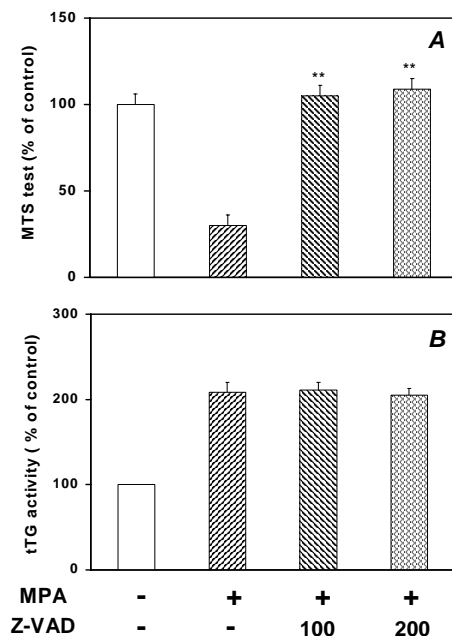 150
A
**
**
100
50
0
MTS test (% of control)
300
B
200
100
0
tTG activity ( % of control)
MPA - + + +
Z-VAD - - 100 200